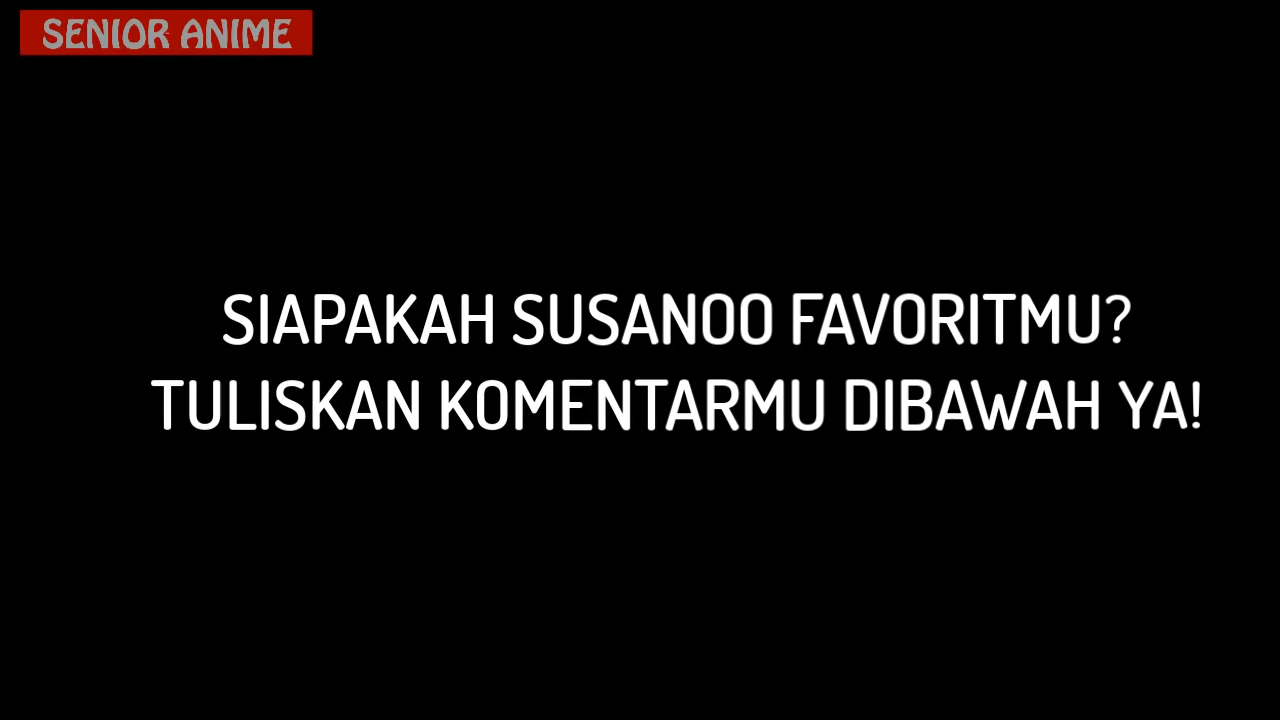 SENIOR ANIME
SIAPAKAH SUSANOO FAVORITMU?
TULISKAN KOMENTARMU DIBAWAH YA!